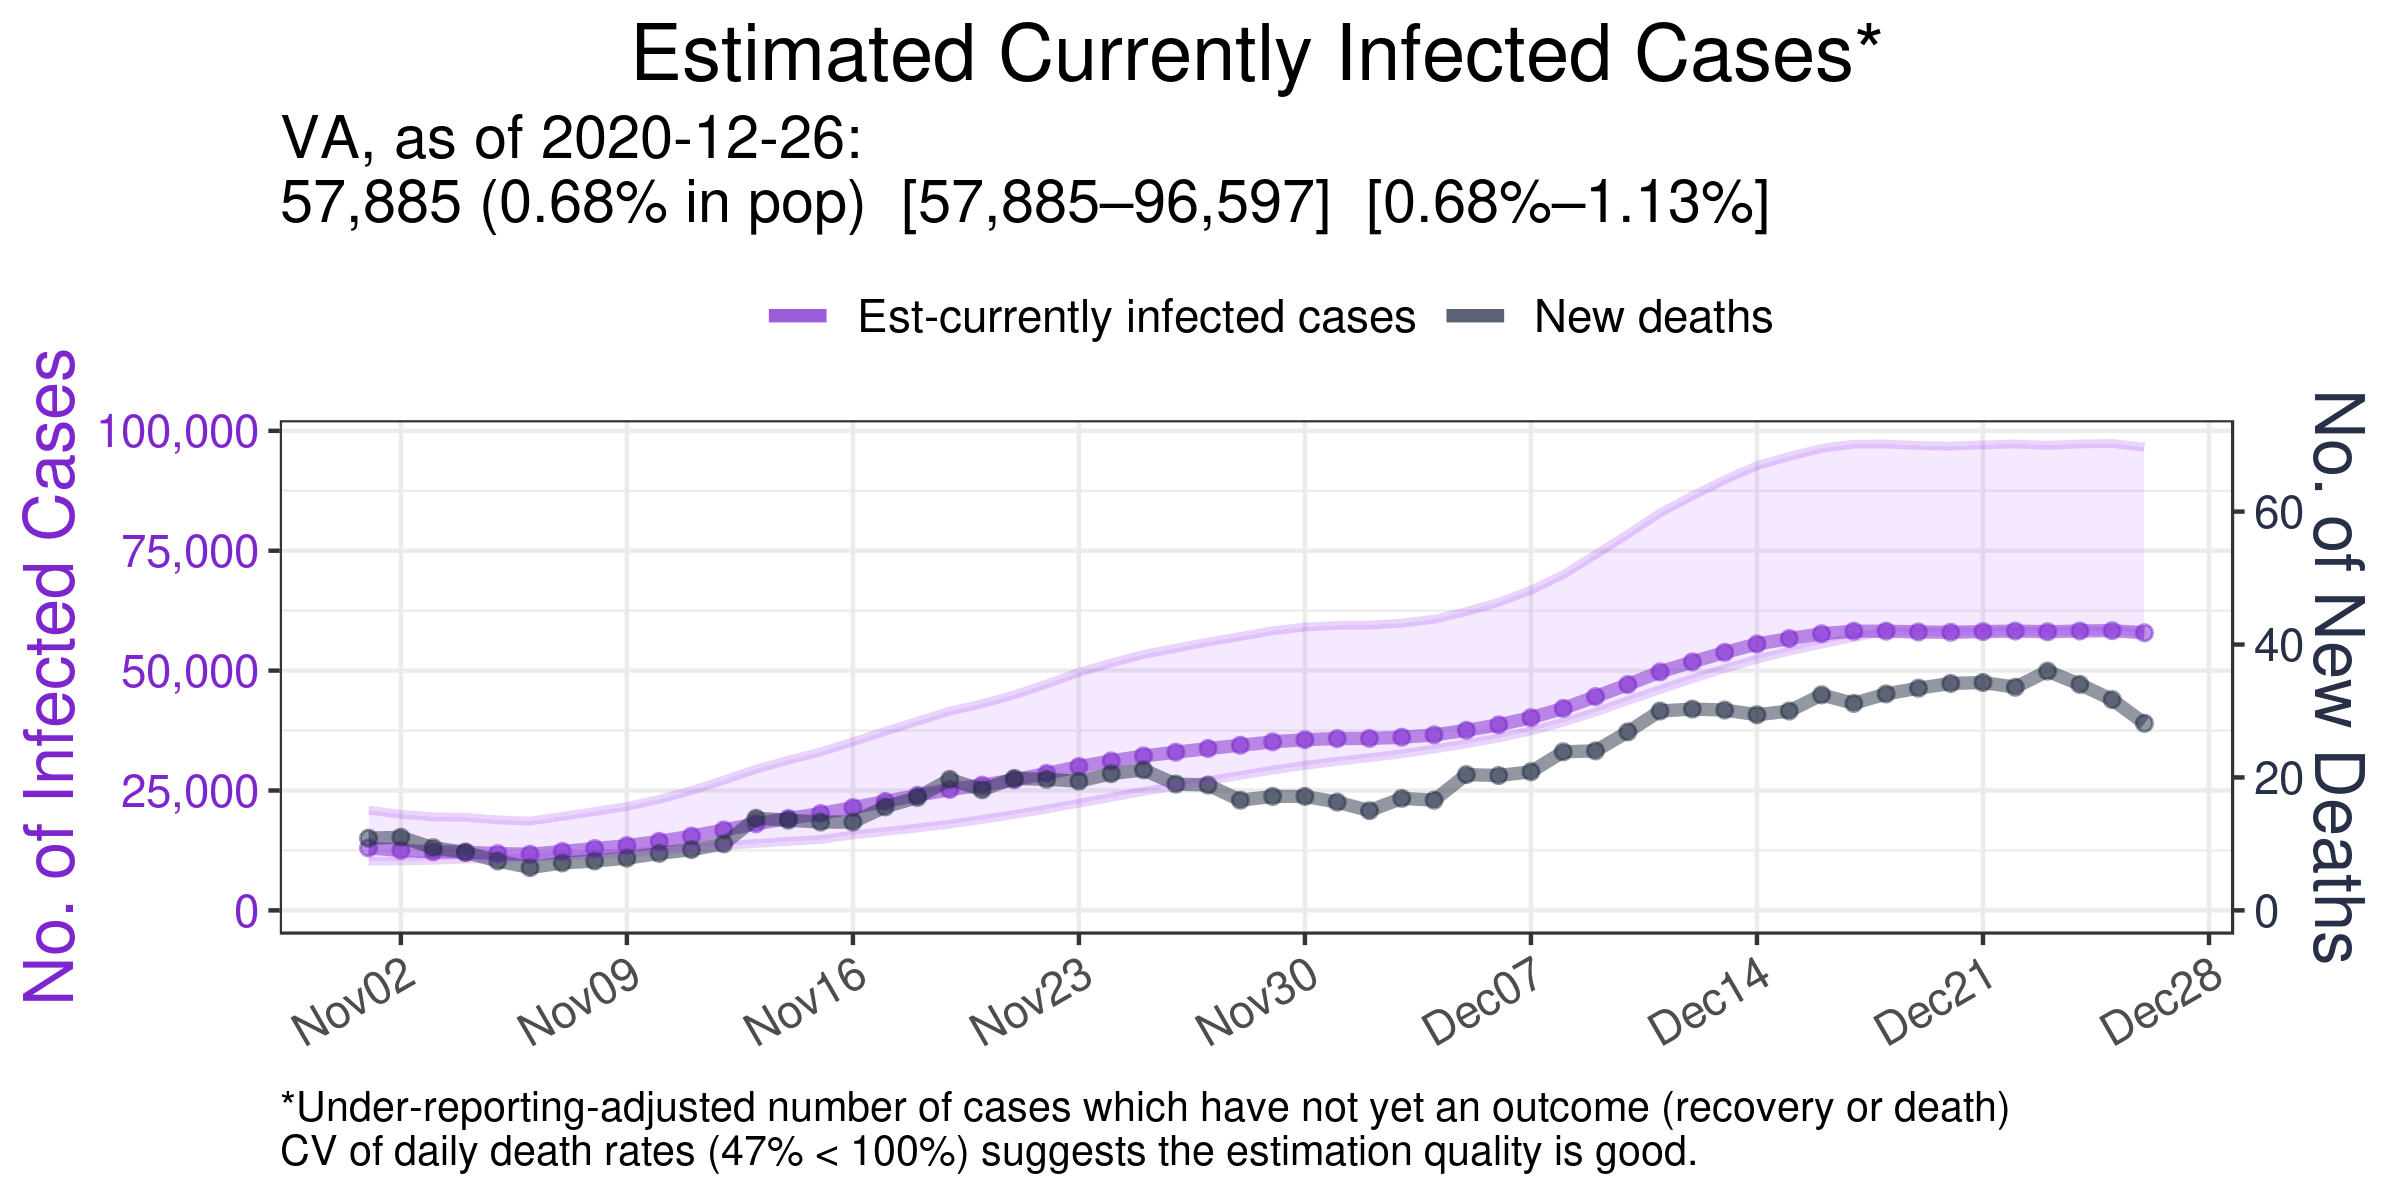 Estimated Currently Infected Cases*
VA, as of 2020-12-26:
57,885 (0.68% in pop)  [57,885–96,597]  [0.68%–1.13%]
Est-currently infected cases
New deaths
No. of Infected Cases
100,000
75,000
50,000
25,000
0
No. of New Deaths
60
40
20
0
Nov02
Nov09
Nov16
Nov23
Nov30
Dec07
Dec14
Dec21
Dec28
*Under-reporting-adjusted number of cases which have not yet an outcome (recovery or death)
CV of daily death rates (47% < 100%) suggests the estimation quality is good.